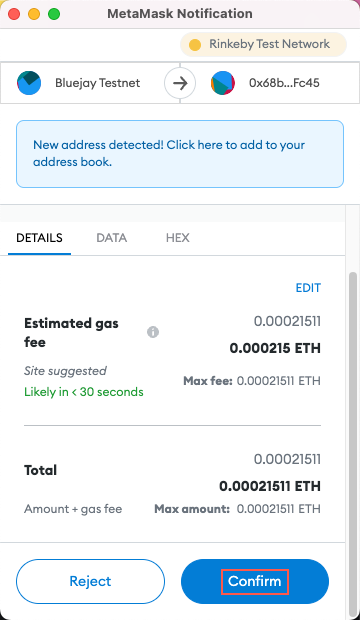 MetaMask Notification
Rinkeby Test Network
Bluejay Testnet
0x68b...Fc45
New address detected! Click here to add to your
address book.
DETAILS
DATA
HEX
EDIT
Estimated gas
fee
0.00021511
0.000215 ETH
Site suggested
Max fee: 0.00021511 ETH
Likely in < 30 seconds
Total
0.00021511
0.00021511 ETH
Amount + gas fee
Max amount: 0.00021511 ETH
Reject
Confirm